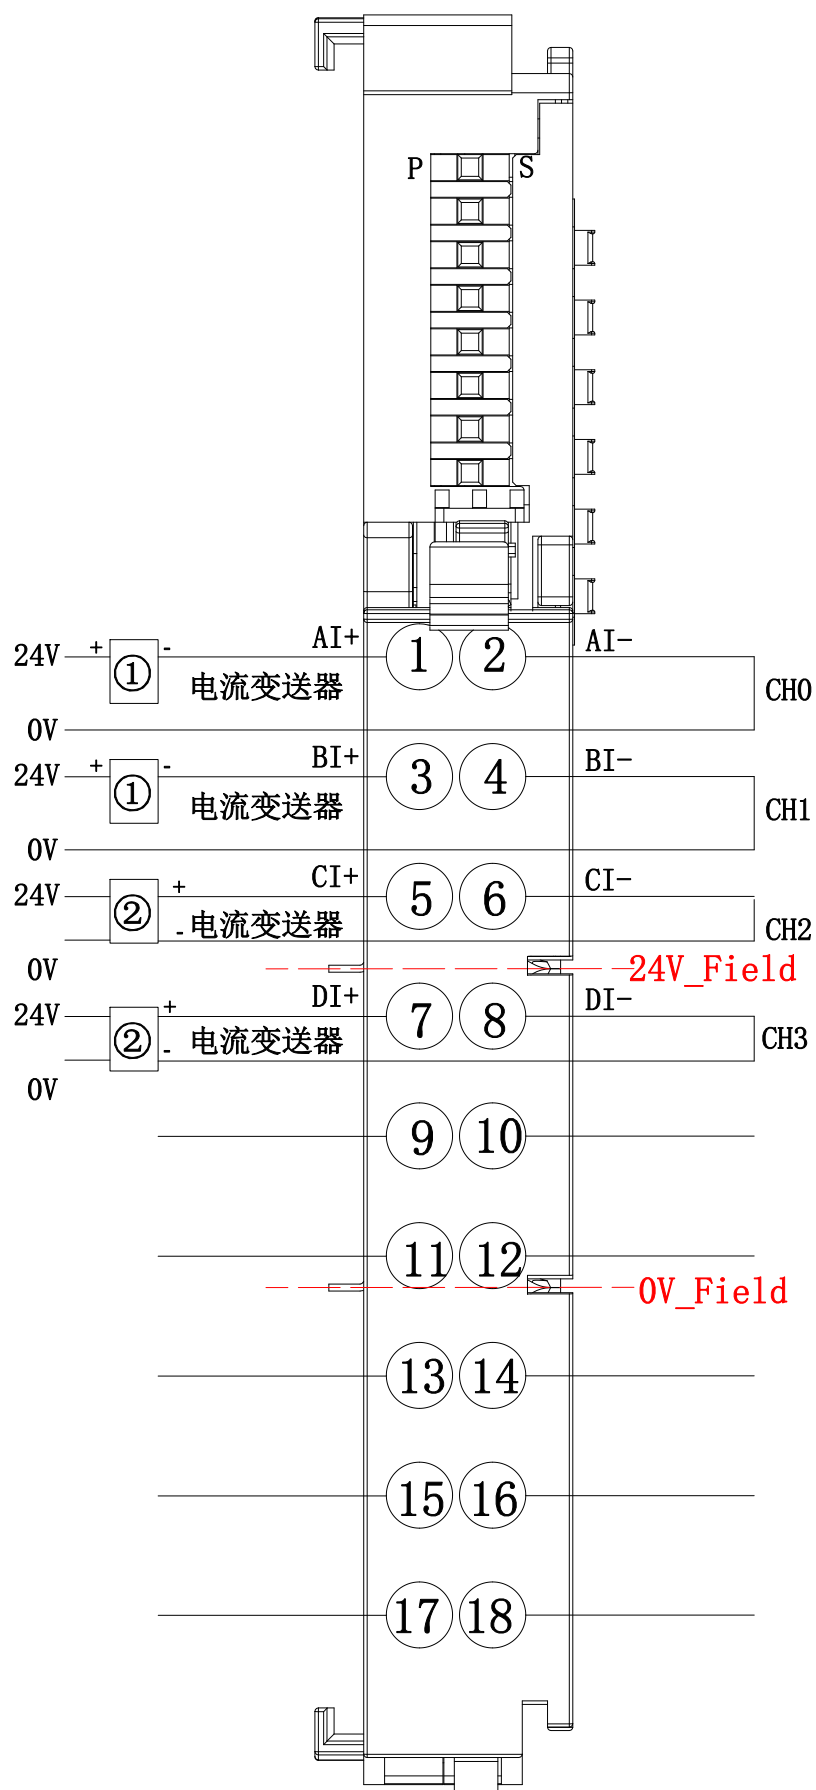 P S
AI+ AI-
24V + ① - 1 2
电流变送器 CH0
0V
BI+ BI-
24V + ① - 3 4
电流变送器 CH1
0V
CI+ CI-
24V ② + 5 6
- 电流变送器 CH2
0V 24V_Field
DI+ DI-
24V ② + 7 8
- 电流变送器 CH3
0V
9 10
11 12
0V_Field
13 14
15 16
17 18